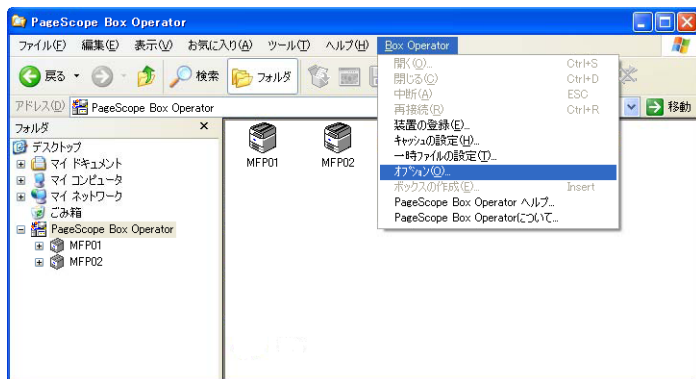 PageScope Box Operator
ファイル(F) 編集(E) 表示(V) お気に入り(A) ツール(T) ヘルプ(H) Box Operator
戻る 検索 フォルダ
アドレス(D) PageScope Box Operator 移動
フォルダ ×
デスクトップ
マイ ドキュメント
マイ コンピュータ
マイ ネットワーク
ごみ箱
PageScope Box Operator
MFP01
MFP02
MFP01 MFP02
開く(O)... Ctrl+S
閉じる(C) Ctrl+D
中断(A) ESC
再接続(R) Ctrl+R
装置の登録(E)...
キャッシュの設定(H)...
一時ファイルの設定(T)...
オプション(O)...
ボックスの作成(E)... Insert
PageScope Box Operator ヘルプ...
PageScope Box Operatorについて...